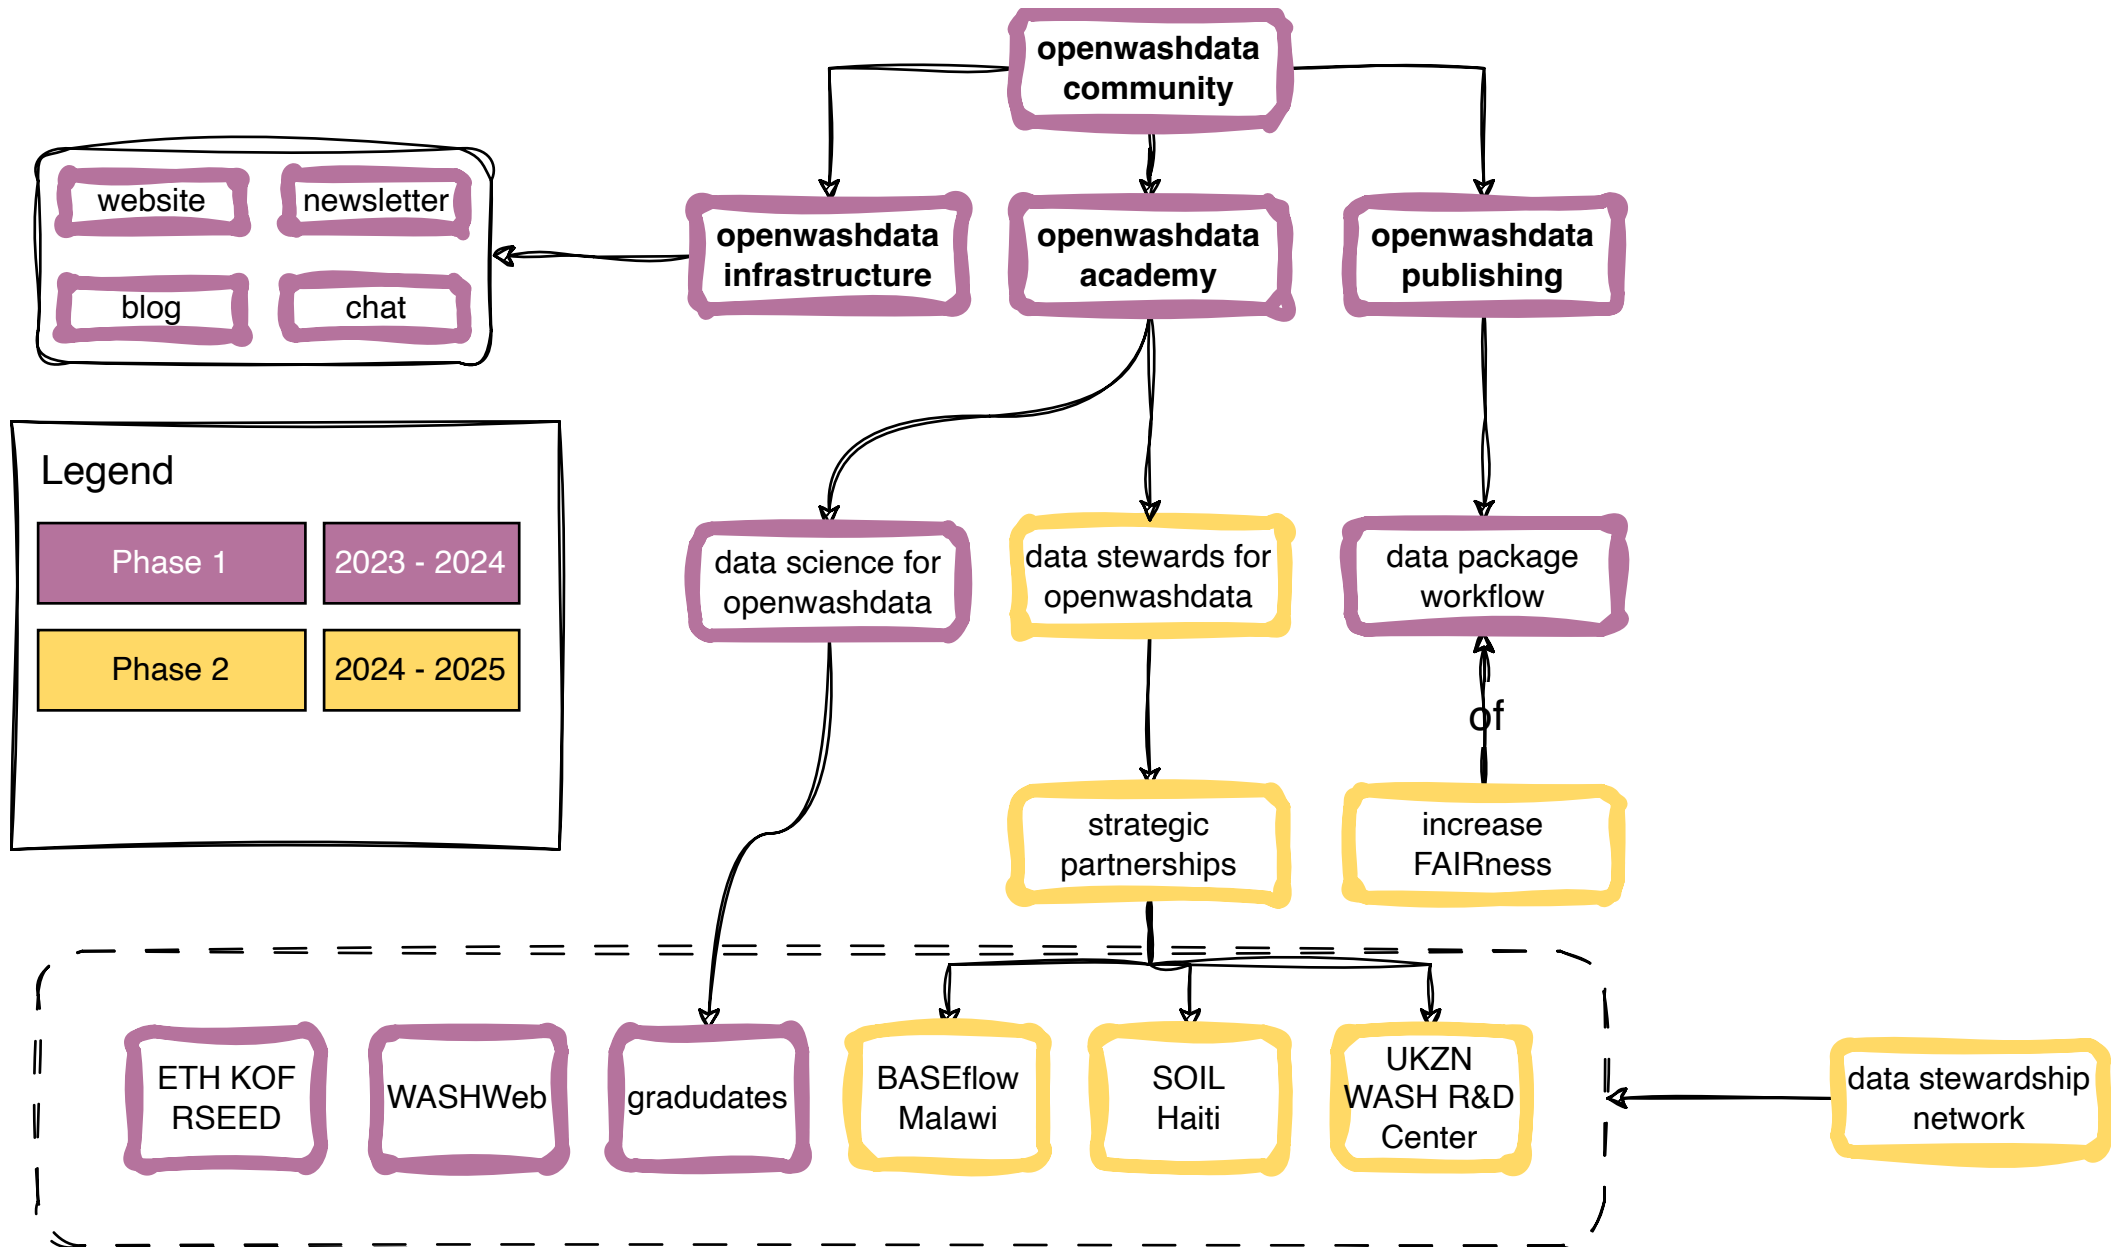 openwashdata
community
website
newsletter
blog
chat
openwashdata
infrastructure
openwashdata
academy
openwashdata
publishing
Legend
Phase 1
2023 - 2024
Phase 2
2024 - 2025
data science for
openwashdata
data stewards for
openwashdata
data package
workflow
of
strategic
partnerships
increase
FAIRness
ETH KOF
RSEED
WASHWeb
gradudates
BASEflow
Malawi
SOIL
Haiti
UKZN
WASH R&D
Center
data stewardship
network